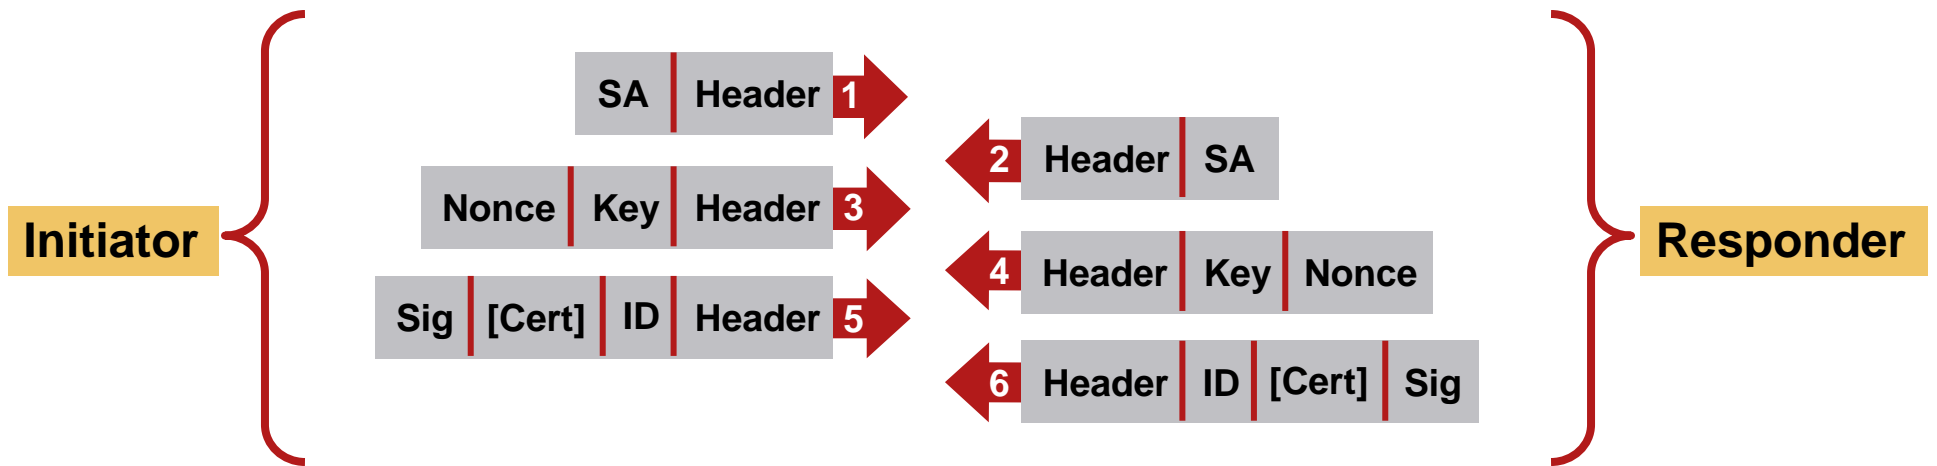 SA Header 1
2 Header SA
Nonce Key Header 3
Initiator
Responder
4 Header Key Nonce
Sig [Cert] ID Header 5
6 Header ID [Cert] Sig